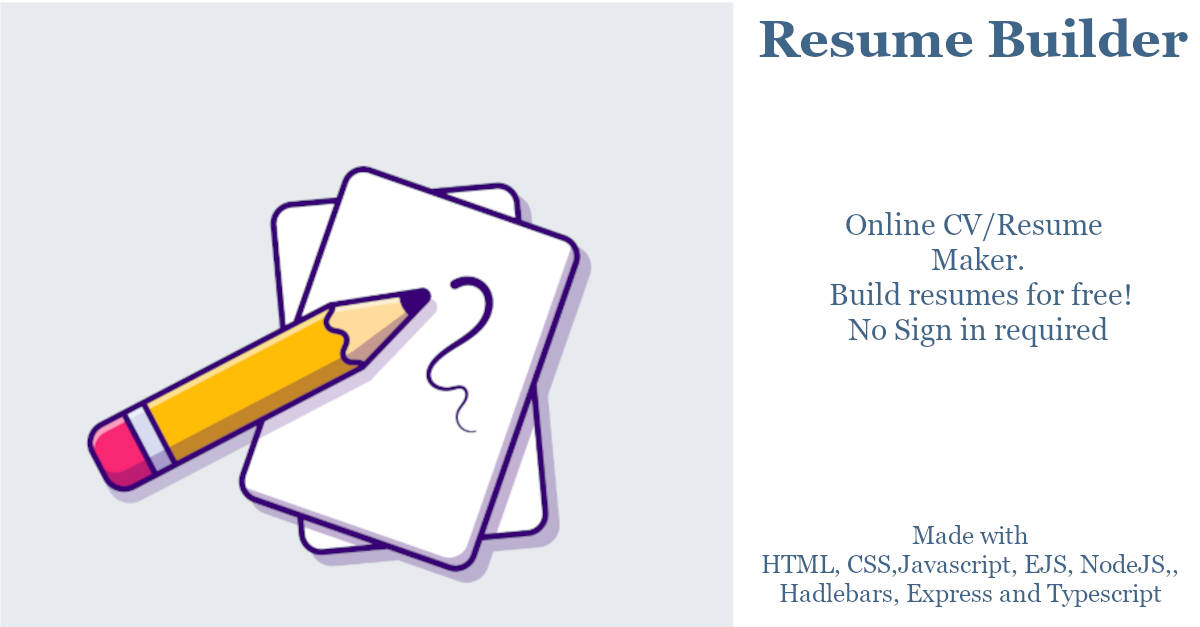 Resume Builder
Online CV/Resume
Maker.
Build resumes for free!
No Sign in required
Made with
HTML, CSS,Javascript, EJS, NodeJS,,
Hadlebars, Express and Typescript